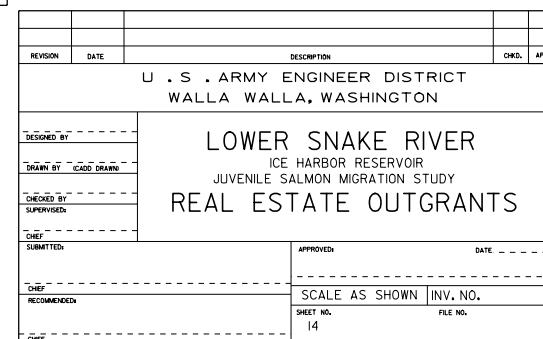 REVISION DATE DESCRIPTION CHKD. AP
U.S. ARMY ENGINEER DISTRICT
WALLA WALLA, WASHINGTON
DESIGNED BY
DRAWN BY (CADD DRAWN)
CHECKED BY
SUPERVISED:
CHIEF
LOWER SNAKE RIVER
ICE HARBOR RESERVOIR
JUVENILE SALMON MIGRATION STUDY
REAL ESTATE OUTGRANTS
SUBMITTED:
CHIEF
RECOMMENDED:
CHIEF
APPROVED: DATE
SCALE AS SHOWN INV. NO.
SHEET NO. FILE NO.
14